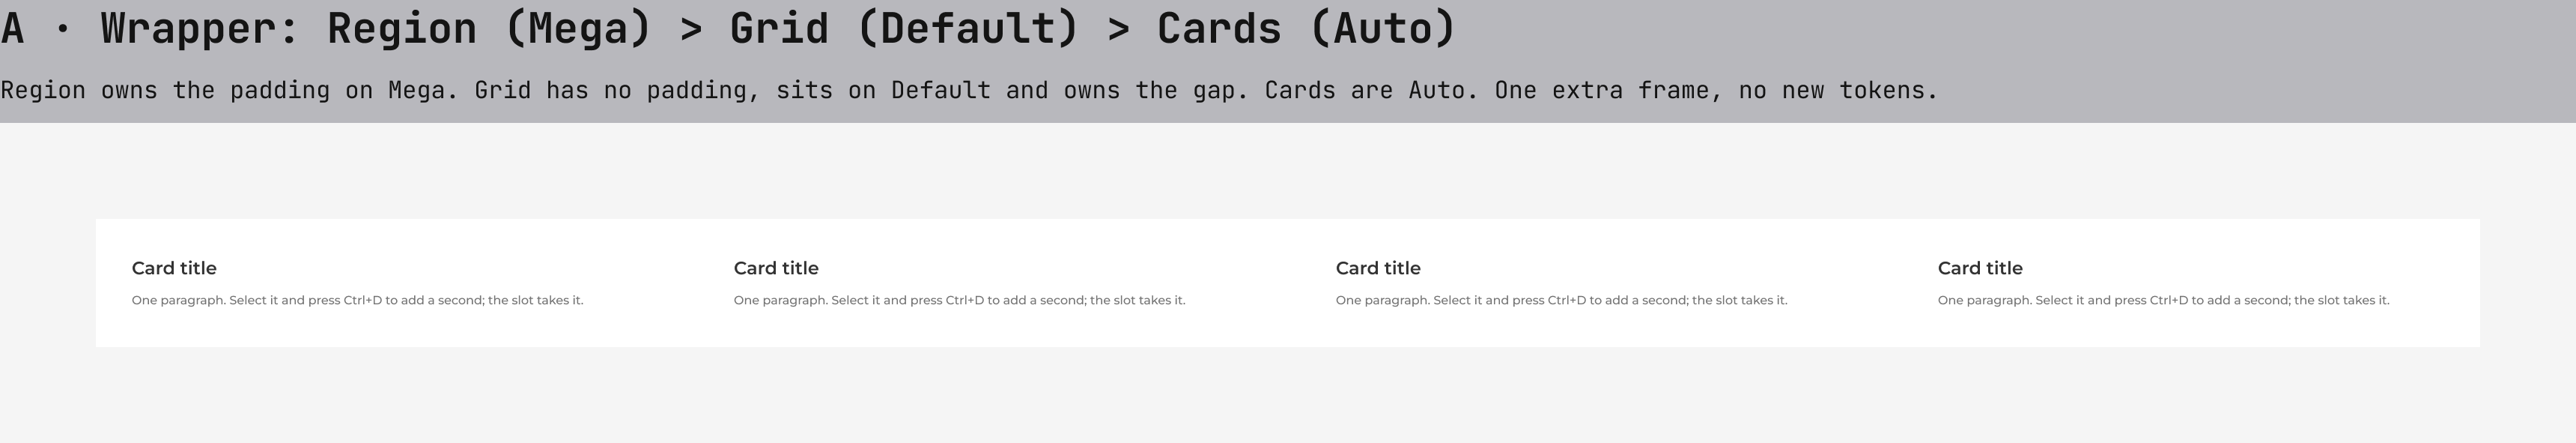 A · Wrapper: Region (Mega) > Grid (Default) > Cards (Auto)
Region owns the padding on Mega. Grid has no padding, sits on Default and owns the gap. Cards are Auto. One extra frame, no new tokens.
Card title
One paragraph. Select it and press Ctrl+D to add a second; the slot takes it.
Card title
One paragraph. Select it and press Ctrl+D to add a second; the slot takes it.
Card title
One paragraph. Select it and press Ctrl+D to add a second; the slot takes it.
Card title
One paragraph. Select it and press Ctrl+D to add a second; the slot takes it.